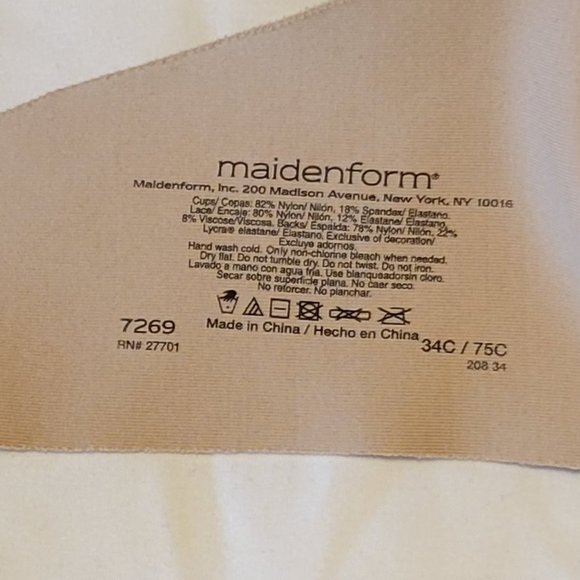 maidenform®
Maidenform, Inc. 200 Madison Avenue, New York, NY 10016
Cups/ Copas: 82% Nylon/ Nilón, 18% Spandex/ Elastano.
Lace/ Encaje: 80% Nylon/ Nilón, 12% Elastane/ Elastano,
8% Viscose/Viscosa. Backs/ Espalda: 78% Nylon/ Nilón, 22%
Lycra® elastane/ Elastano. Exclusive of decoration/
Excluye adornos.
Hand wash cold. Only non-chlorine bleach when needed.
Dry flat. Do not tumble dry. Do not twist. Do not iron.
Lavado a mano con agua fria. Use blanqueadorsin cloro.
Secar sobre superficie plana. No caer seco.
No retorcer. No planchar.
Made in China / Hecho en China
7269
RN# 27701
34C / 75C
208 34